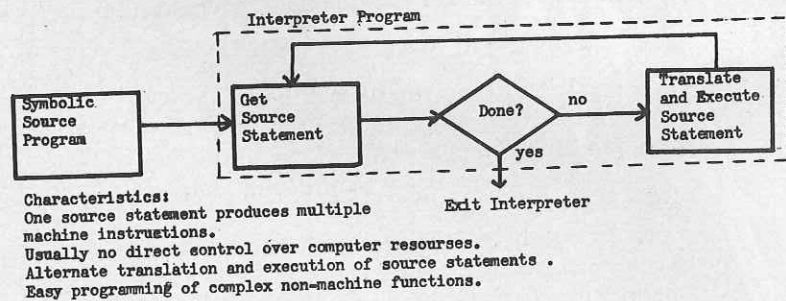 Interpreter Program
Symbolic
Source
Program
Get
Source
Statement
Done?
no
yes
Translate
and Execute
Source
Statement
Exit Interpreter
Characteristics:
One source statement produces multiple
machine instructions.
Usually no direct control over computer resourses.
Alternate translation and execution of source statements .
Easy programming of complex non-machine functions.